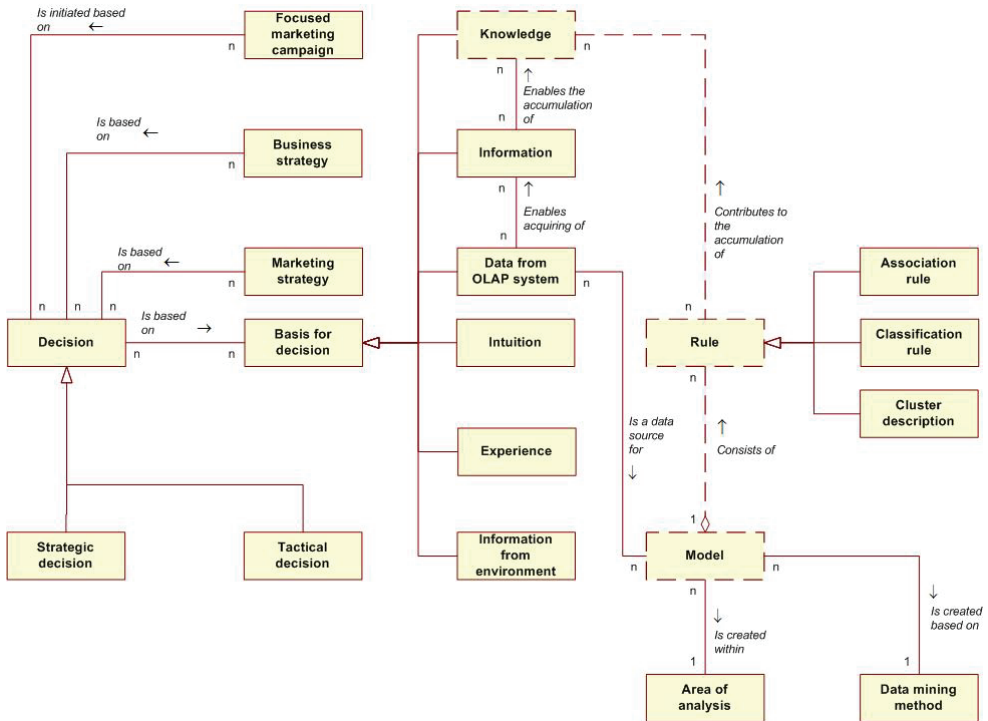 Is initiated based
on ←
Focused
marketing
campaign
n
Knowledge
n
n
↑
Enables the
accumulation
of
n
Is based
on ←
Business
strategy
n
Information
n
↑
Enables
acquiring of
n
↑
Contributes to
the
accumulation
of
Is based
on ←
Marketing
strategy
n
Data from
OLAP system
n
Association
rule
n
n
n
Is based
on →
n
Decision
n
n
Basis for
decision
Intuition
Rule
n
Classification
rule
Cluster
description
Is a data
source
for
↓
↑
Consists of
Experience
1
Strategic
decision
Tactical
decision
Information
from
environment
n
Model
n
n
↓
Is created
within
↓
Is created
based on
1
1
Area of
analysis
Data mining
method